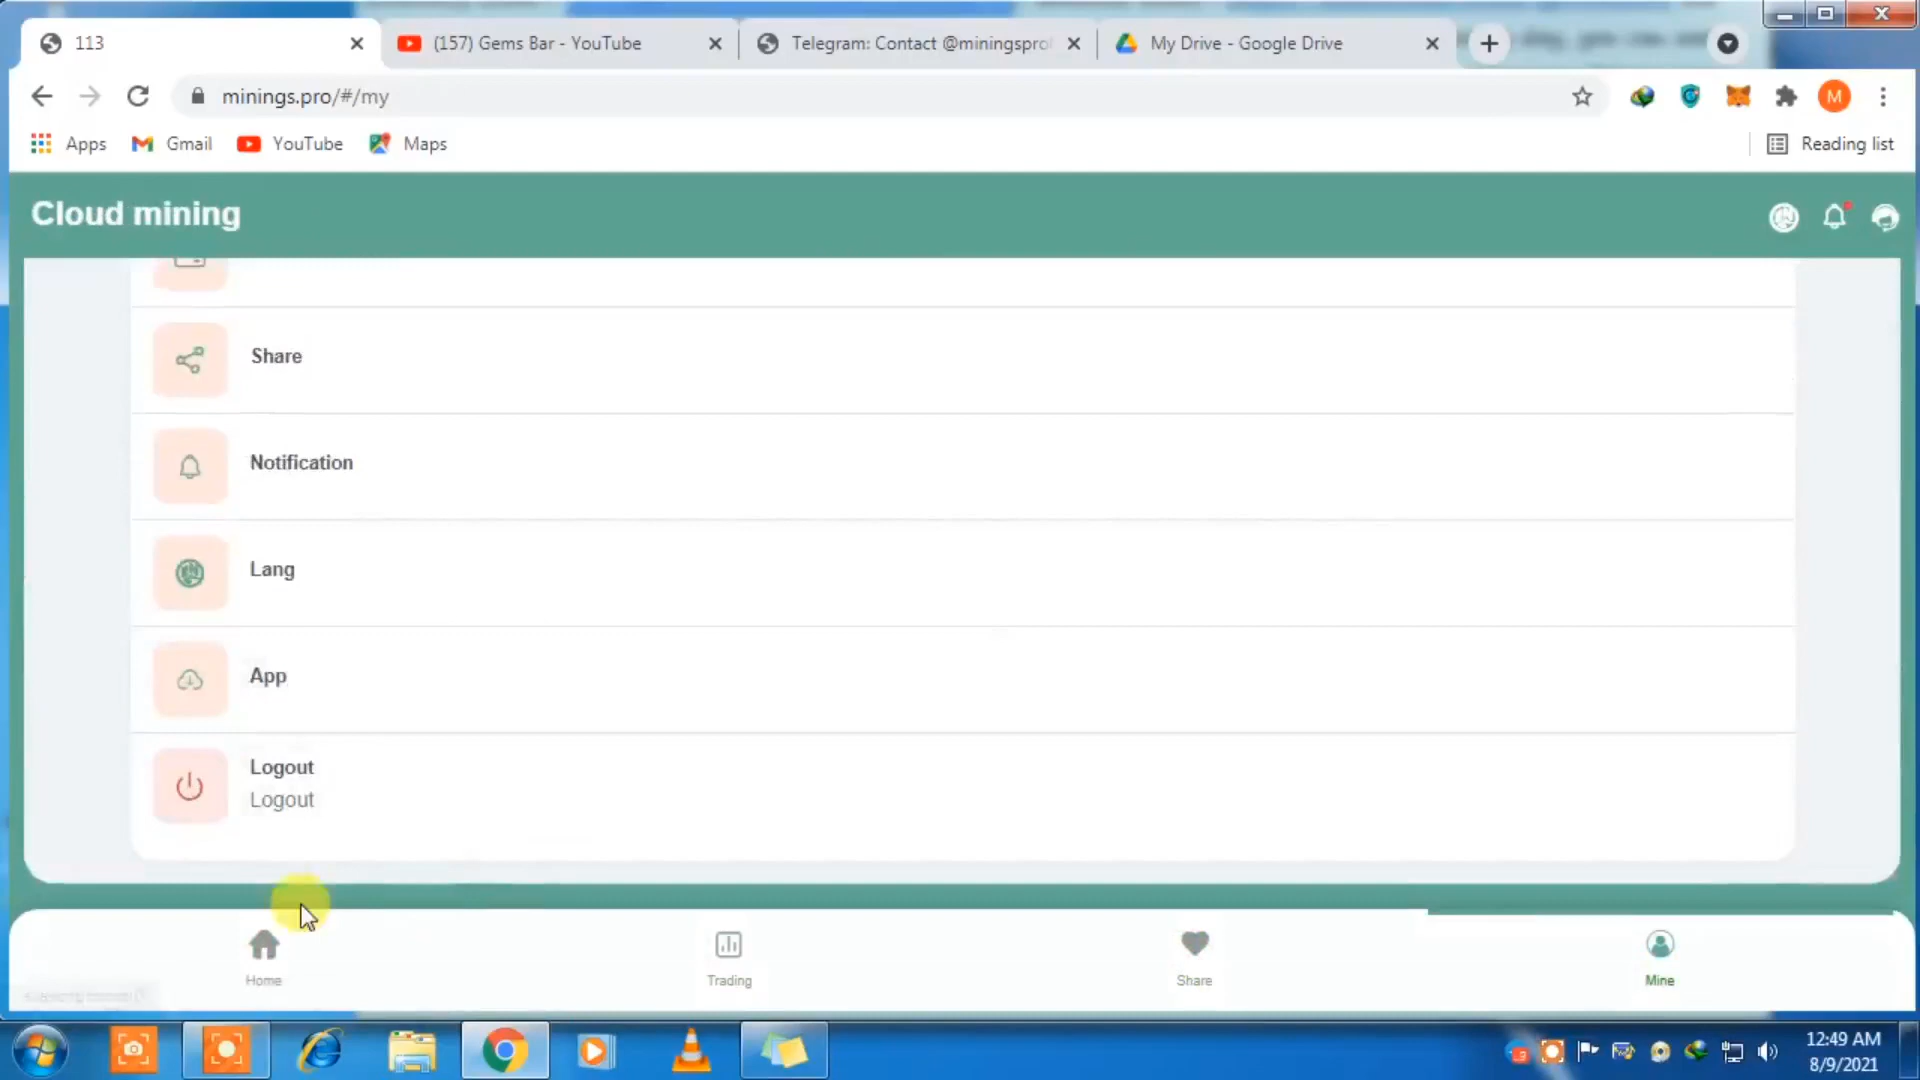 113
(157) Gems Bar - YouTube
Telegram: Contact @miningspro
My Drive - Google Drive
minings.pro/#/my
M
Apps
Gmail
YouTube
Maps
Reading list
Cloud mining
Share
Notification
Lang
App
Logout
Logout
Home
Trading
Share
Mine
12:49 AM
8/9/2021